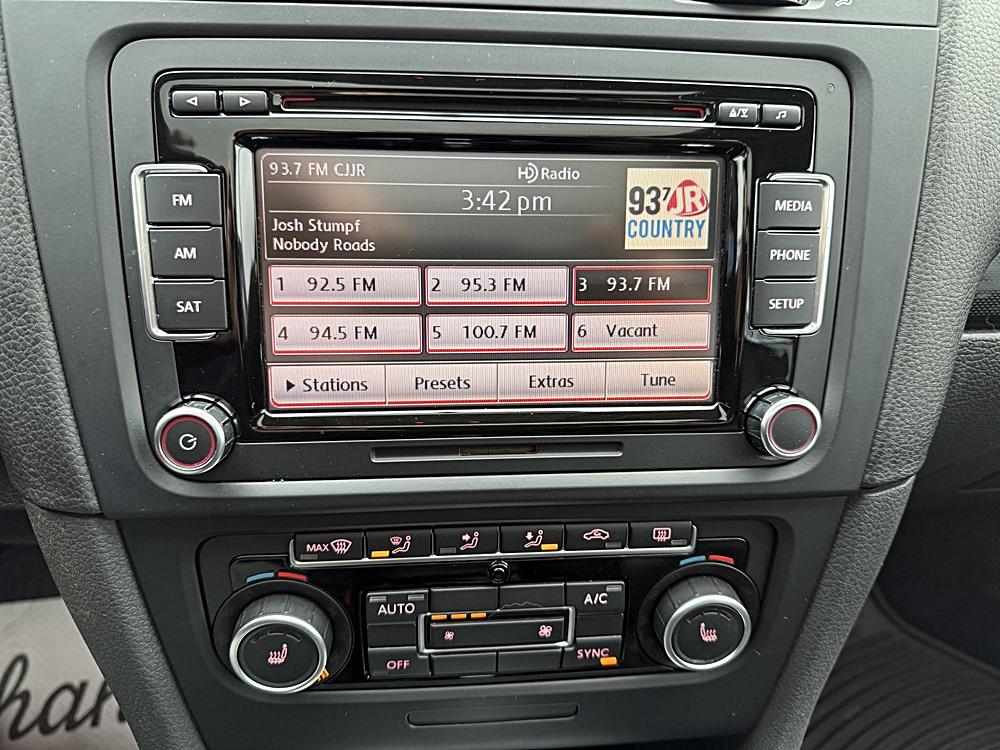 93.7 FM CJJR
HD Radio
3:42 pm
Josh Stumpf
Nobody Roads
93⁷ JR
COUNTRY
FM
AM
SAT
MEDIA
PHONE
SETUP
1 92.5 FM
2 95.3 FM
3 93.7 FM
4 94.5 FM
5 100.7 FM
6 Vacant
Stations
Presets
Extras
Tune
MAX
AUTO
A/C
OFF
SYNC